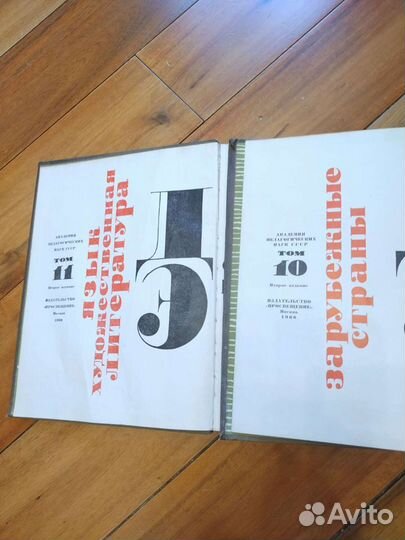 АКАДЕМИЯ
ПЕДАГОГИЧЕСКИХ
НАУК СССР
ТОМ
11
Второе издание
ИЗДАТЕЛЬСТВО
«ПРОСВЕЩЕНИЕ»
Москва
1968
ЯЗЫК
ХУДОЖЕСТВЕННАЯ
ЛИТЕРАТУРА
ДЭ
АКАДЕМИЯ
ПЕДАГОГИЧЕСКИХ
НАУК СССР
ТОМ
10
Второе издание
ИЗДАТЕЛЬСТВО
«ПРОСВЕЩЕНИЕ»
Москва
1968
ЗАРУБЕЖНЫЕ
СТРАНЫ
Avito